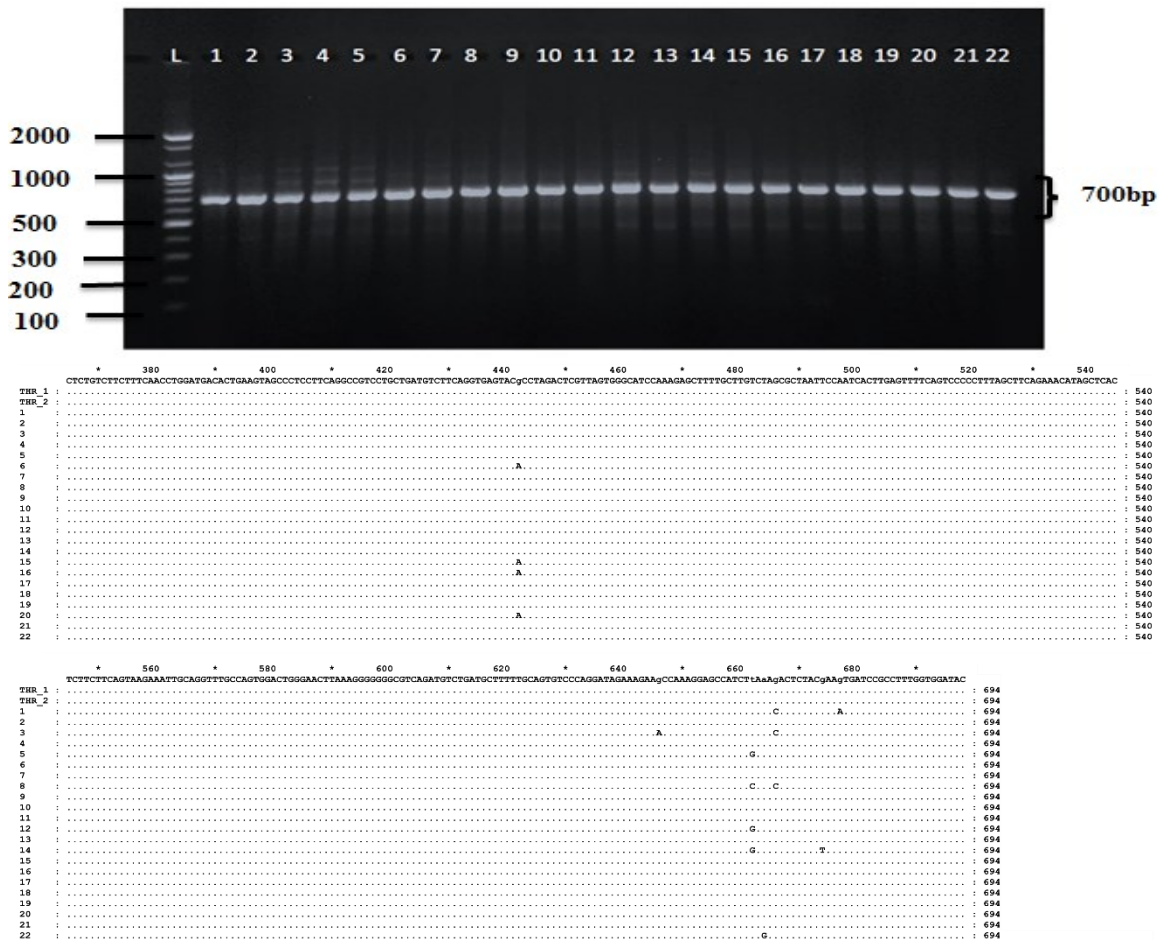 L 1 2 3 4 5 6 7 8 9 10 11 12 13 14 15 16 17 18 19 20 21 22
2000
1000
700bp
500
300
200
100
* 380 * 400 * 420 * 440 * 460 * 480 * 500 * 520 * 540
CTCTGTCTTCTTTCAACCTGGATGACACTGAAGTAGCCCTCCTTCAGGCCGTCCTGCTGATGTCTTCAGGTGAGTACgCCTAGACTCGTTAGTGGGCATCCAAAGAGCTTTTGCTTGTCTAGCGCTAATTCCAATCACTTGAGTTTTCAGTCCCCCTTTAGCTTCAGAAACATAGCTCAC
THR_1 : ..... : 540
THR_2 : ..... : 540
1 : ..... : 540
2 : ..... : 540
3 : ..... : 540
4 : ..... : 540
5 : ..... : 540
6 : .....A..... : 540
7 : ..... : 540
8 : ..... : 540
9 : ..... : 540
10 : ..... : 540
11 : ..... : 540
12 : ..... : 540
13 : ..... : 540
14 : ..... : 540
15 : .....A..... : 540
16 : .....A..... : 540
17 : ..... : 540
18 : ..... : 540
19 : ..... : 540
20 : .....A..... : 540
21 : ..... : 540
22 : ..... : 540
* 560 * 580 * 600 * 620 * 640 * 660 * 680 *
TCTTCTTCAGTAAGAAATTGCAGGTTTGCCAGTGGACTGGGAACTTAAAGGGGGGGCGTCAGATGTCTGATGCTTTTTGCAGTGTCCCAGGATAGAAAGAAgCCAAAGGAGCCATCTtAaAgACTCTACgAAgTGATCCGCCTTTGGTGGATAC
THR_1 : ..... : 694
THR_2 : ..... : 694
1 : .....C..........A..... : 694
2 : ..... : 694
3 : .....A...................C..... : 694
4 : ..... : 694
5 : .....G..... : 694
6 : ..... : 694
7 : ..... : 694
8 : .....C...C..... : 694
9 : ..... : 694
10 : ..... : 694
11 : ..... : 694
12 : .....G..... : 694
13 : ..... : 694
14 : .....G...........T..... : 694
15 : ..... : 694
16 : ..... : 694
17 : ..... : 694
18 : ..... : 694
19 : ..... : 694
20 : ..... : 694
21 : ..... : 694
22 : .....G..... : 694